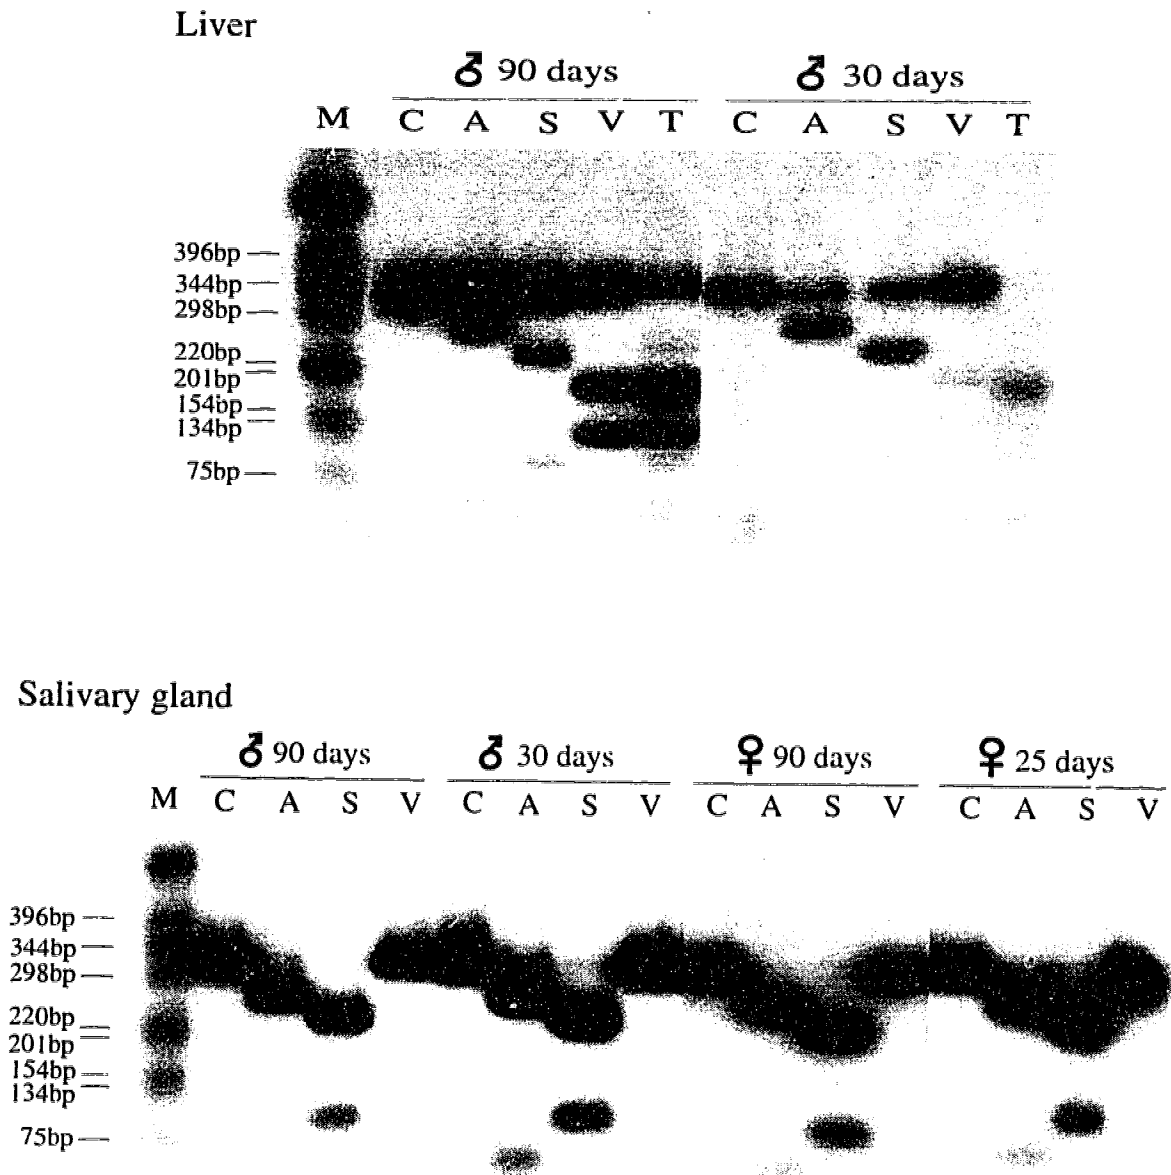 Liver
♂ 90 days ♂ 30 days
M C A S V T C A S V T
396bp
344bp
298bp
220bp
201bp
154bp
134bp
75bp
Salivary gland
♂ 90 days ♂ 30 days ♀ 90 days ♀ 25 days
M C A S V C A S V C A S V C A S V
396bp
344bp
298bp
220bp
201bp
154bp
134bp
75bp